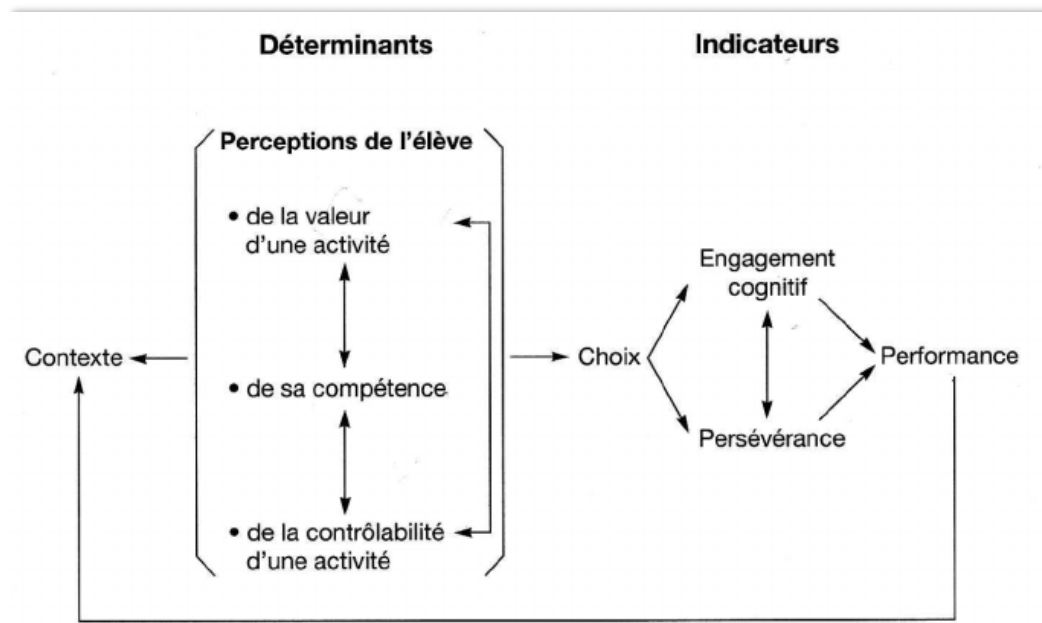 Déterminants
Indicateurs
Perceptions de l'élève
• de la valeur
d'une activité
Engagement
cognitif
Contexte
Choix
Performance
• de sa compétence
Persévérance
• de la contrôlabilité
d'une activité